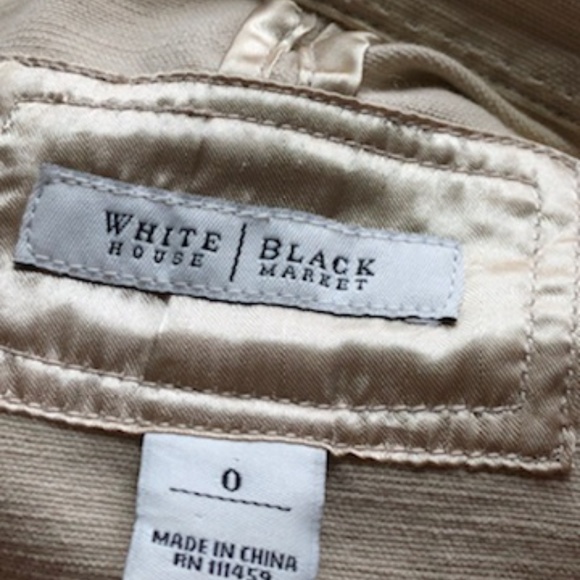 WHITE HOUSE | BLACK MARKET
0
MADE IN CHINA
RN 111459